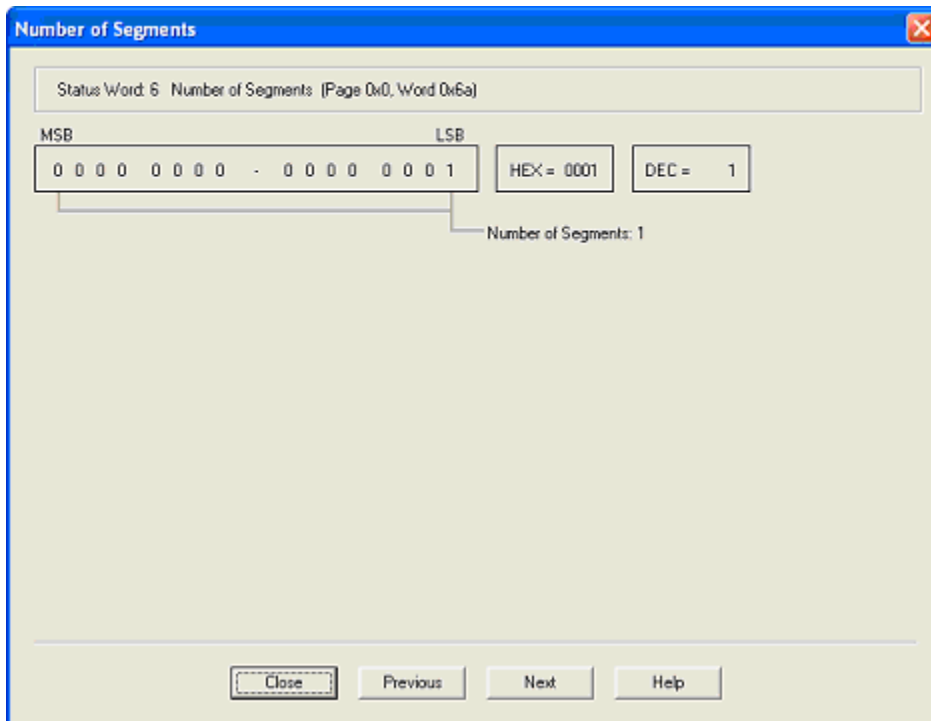 Number of Segments
Status Word: 6 Number of Segments (Page 0x0, Word 0x6a)
MSB LSB
0 0 0 0 0 0 0 0 - 0 0 0 0 0 0 0 1 HEX = 0001 DEC = 1
Number of Segments: 1
Close Previous Next Help